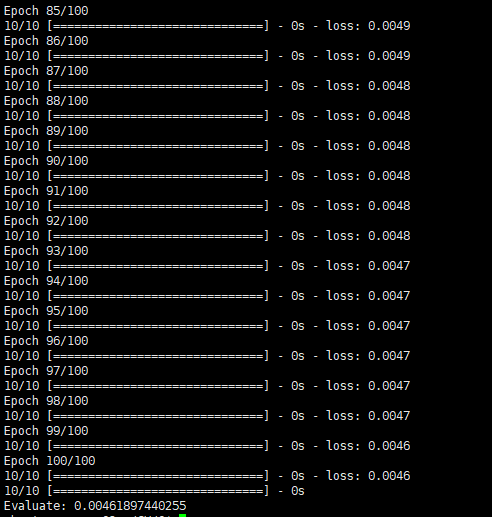 Epoch 85/100
10/10 [==============================] - 0s - loss: 0.0049
Epoch 86/100
10/10 [==============================] - 0s - loss: 0.0049
Epoch 87/100
10/10 [==============================] - 0s - loss: 0.0048
Epoch 88/100
10/10 [==============================] - 0s - loss: 0.0048
Epoch 89/100
10/10 [==============================] - 0s - loss: 0.0048
Epoch 90/100
10/10 [==============================] - 0s - loss: 0.0048
Epoch 91/100
10/10 [==============================] - 0s - loss: 0.0048
Epoch 92/100
10/10 [==============================] - 0s - loss: 0.0048
Epoch 93/100
10/10 [==============================] - 0s - loss: 0.0047
Epoch 94/100
10/10 [==============================] - 0s - loss: 0.0047
Epoch 95/100
10/10 [==============================] - 0s - loss: 0.0047
Epoch 96/100
10/10 [==============================] - 0s - loss: 0.0047
Epoch 97/100
10/10 [==============================] - 0s - loss: 0.0047
Epoch 98/100
10/10 [==============================] - 0s - loss: 0.0047
Epoch 99/100
10/10 [==============================] - 0s - loss: 0.0046
Epoch 100/100
10/10 [==============================] - 0s - loss: 0.0046
10/10 [==============================] - 0s
Evaluate: 0.00461897440255